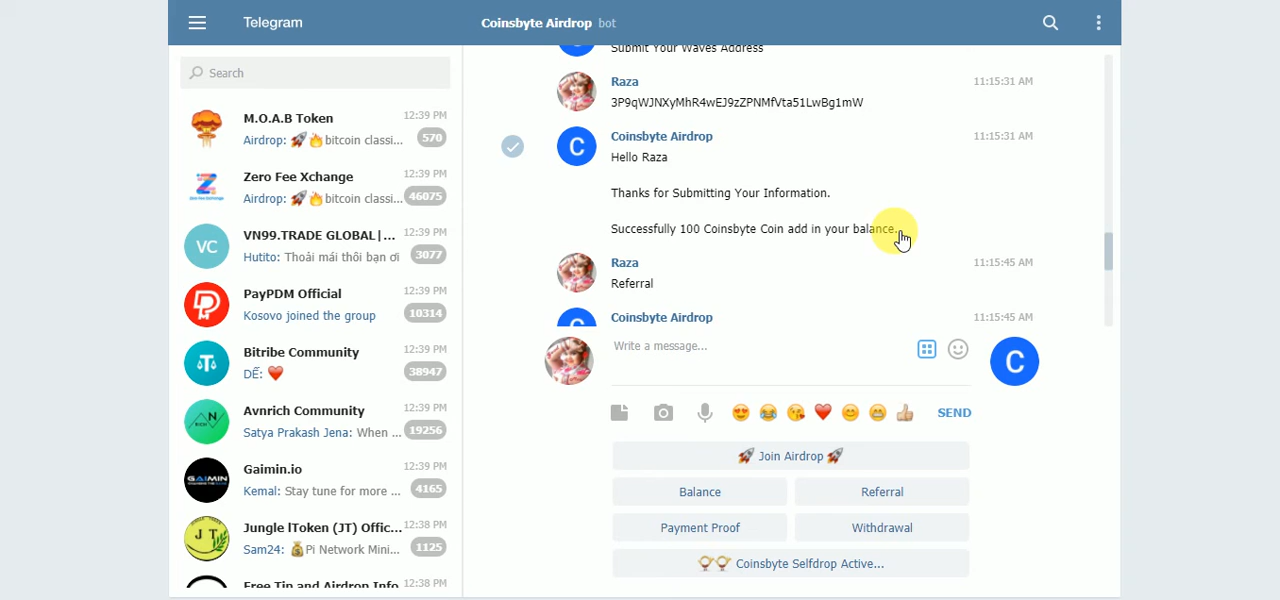 Telegram
Coinsbyte Airdrop bot
Search
M.O.A.B Token 12:39 PM
Airdrop: 🚀🔥bitcoin classi... 570
Zero Fee Xchange 12:39 PM
Airdrop: 🚀🔥bitcoin classi... 46075
VC VN99.TRADE GLOBAL|... 12:39 PM
Hutito: Thoải mái thôi bạn ơi 3077
PayPDM Official 12:39 PM
Kosovo joined the group 10314
Bitribe Community 12:39 PM
DẾ: ❤️ 38947
Avnrich Community 12:39 PM
Satya Prakash Jena: When ... 19256
Gaimin.io 12:39 PM
Kemal: Stay tune for more ... 4165
Jungle lToken (JT) Offic... 12:38 PM
Sam24: 💰Pi Network Mini... 1125
Free Tip and Airdrop Info 12:38 PM
Submit Your Waves Address
Raza 11:15:31 AM
3P9qWJNXyMhR4wEJ9zZPNMfVta51LwBg1mW
Coinsbyte Airdrop 11:15:31 AM
C
Hello Raza
Thanks for Submitting Your Information.
Successfully 100 Coinsbyte Coin add in your balance.
Raza 11:15:45 AM
Referral
Coinsbyte Airdrop 11:15:45 AM
Write a message...
C
SEND
🚀 Join Airdrop 🚀
Balance Referral
Payment Proof Withdrawal
Coinsbyte Selfdrop Active...